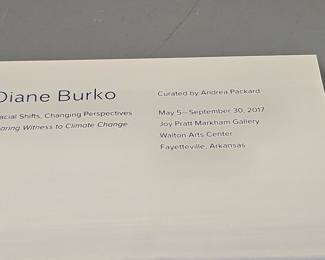 Diane Burko
acial Shifts, Changing Perspectives
aring Witness to Climate Change
Curated by Andrea Packard
May 5–September 30, 2017
Joy Pratt Markham Gallery
Walton Arts Center
Fayetteville, Arkansas